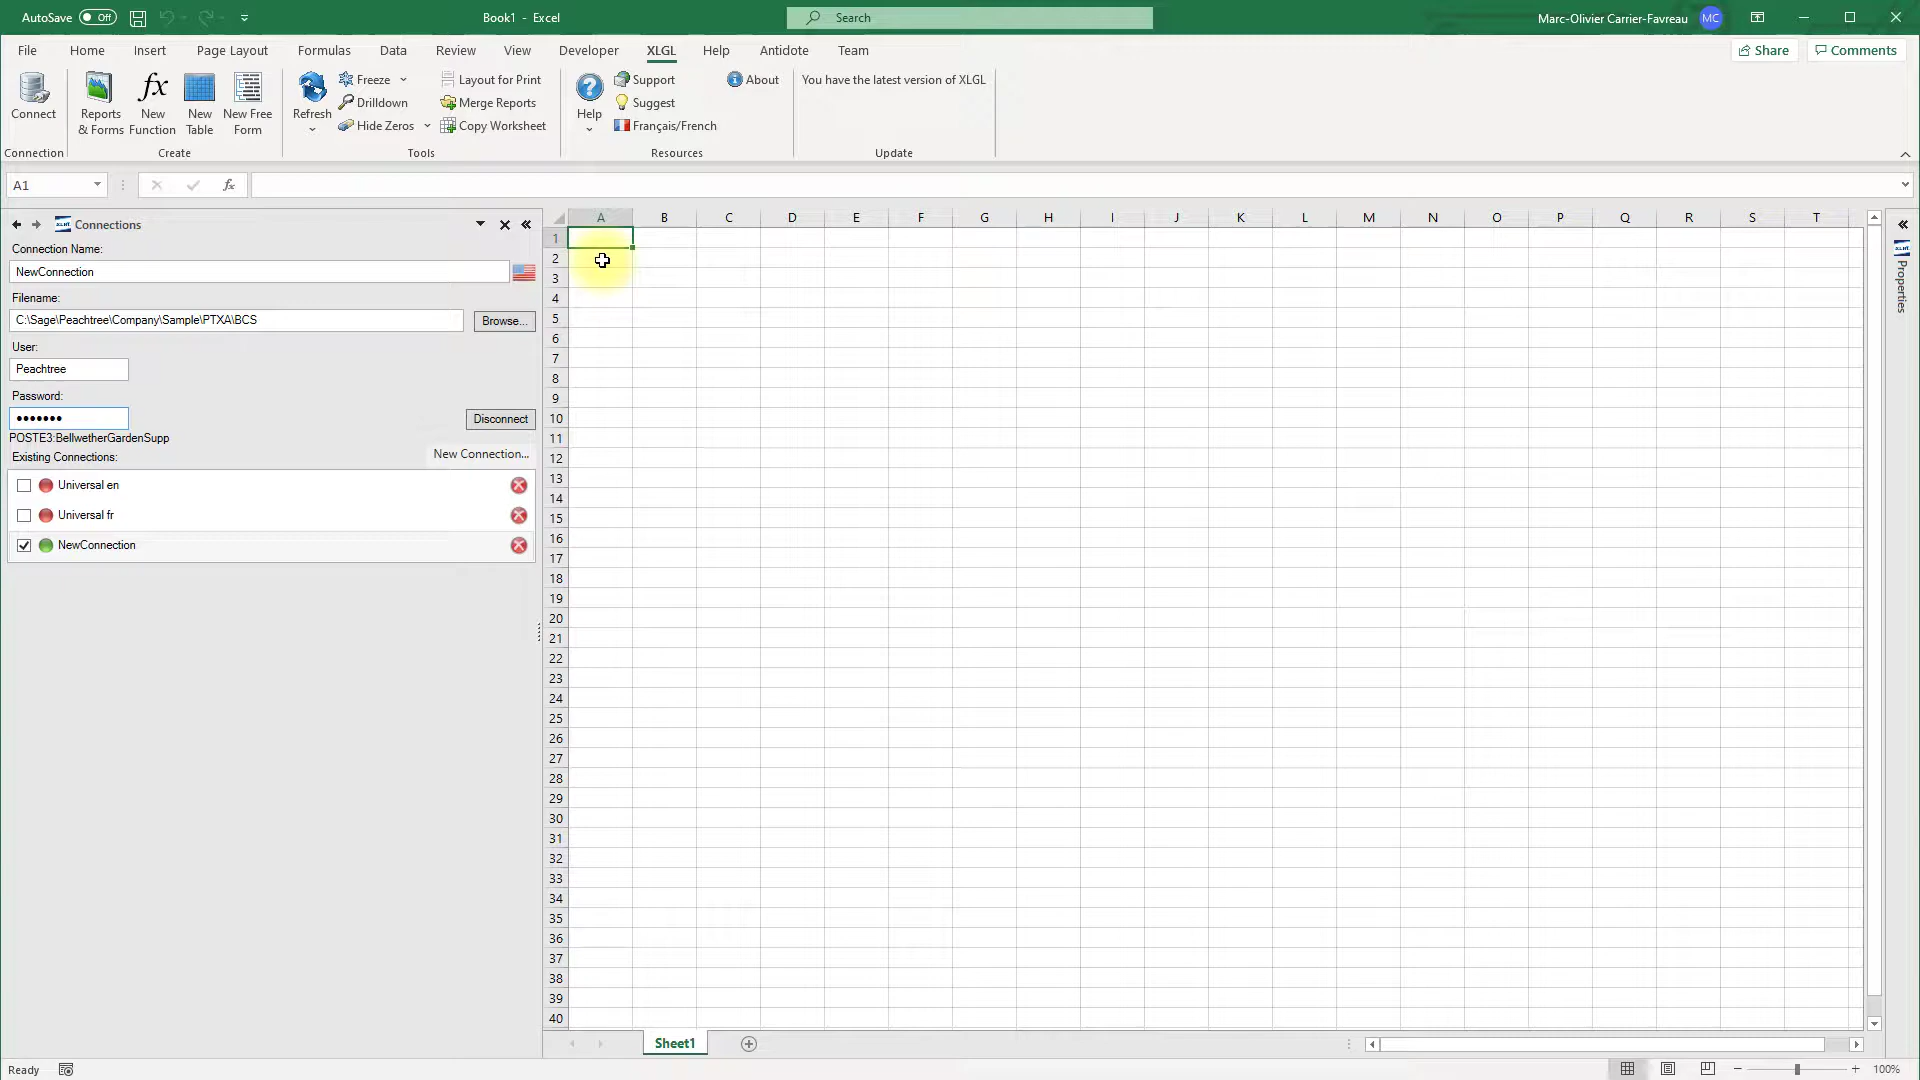 AutoSave Off Book1 - Excel Search Marc-Olivier Carrier-Favreau MC
File Home Insert Page Layout Formulas Data Review View Developer XLGL Help Antidote Team Share Comments
Connect
Connection
Reports & Forms
New Function
New Table
New Free Form
Create
Refresh
Freeze
Drilldown
Hide Zeros
Layout for Print
Merge Reports
Copy Worksheet
Tools
Help
Support
Suggest
Français/French
About
Resources
You have the latest version of XLGL
Update
A1 fx
Connections
Connection Name:
NewConnection
Filename:
C:\Sage\Peachtree\Company\Sample\PTXA\BCS Browse...
User:
Peachtree
Password:
••••••• Disconnect
POSTE3:BellwetherGardenSupp
Existing Connections: New Connection...
Universal en
Universal fr
NewConnection
A B C D E F G H I J K L M N O P Q R S T
1
2
3
4
5
6
7
8
9
10
11
12
13
14
15
16
17
18
19
20
21
22
23
24
25
26
27
28
29
30
31
32
33
34
35
36
37
38
39
40
Properties
Sheet1
Ready 100%